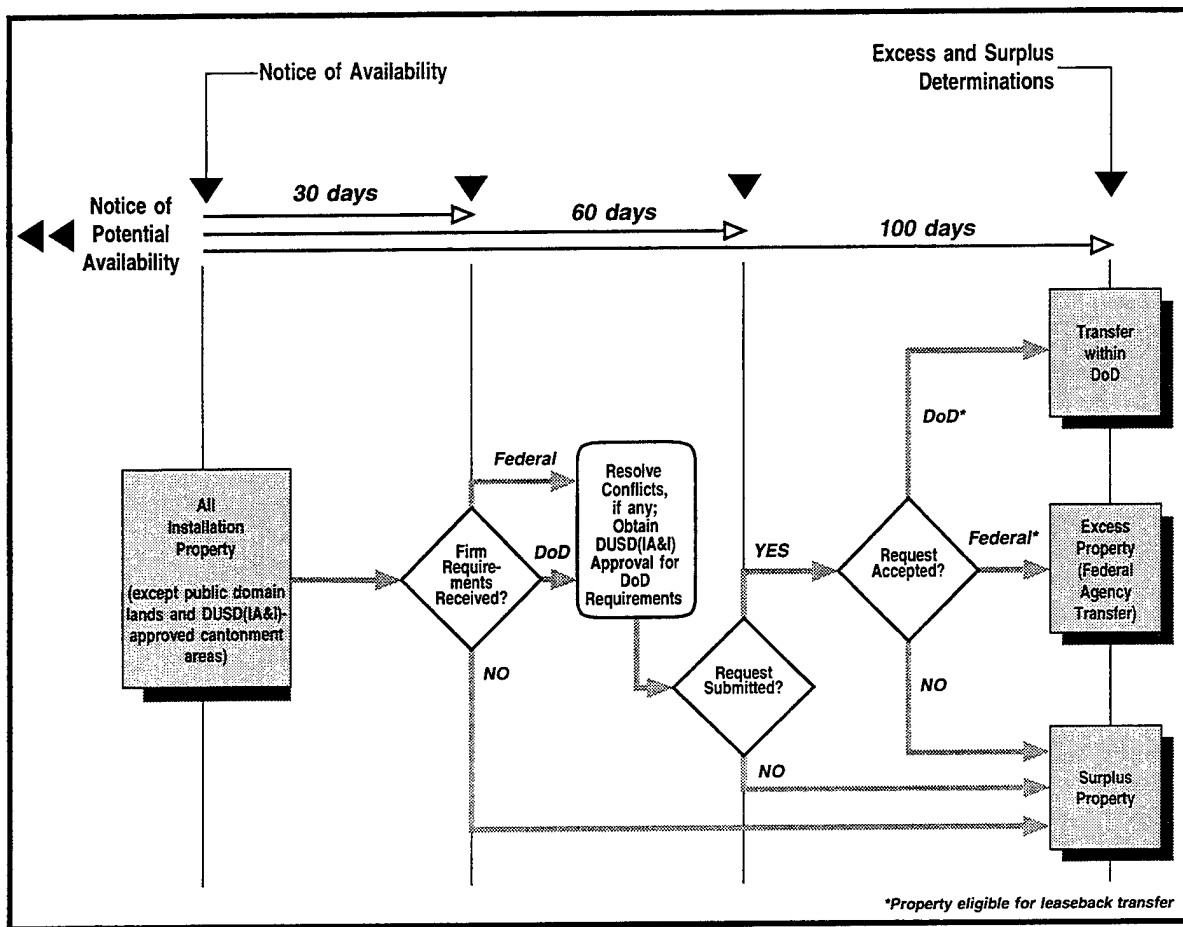 Notice of Availability
Excess and Surplus
Determinations
30 days
60 days
100 days
Notice of
Potential
Availability
Transfer
within
DoD
DoD*
Federal
Resolve
Conflicts,
if any;
Obtain
DUSD(IA&I)
Approval for
DoD
Requirements
All
Installation
Property
(except public domain
lands and DUSD(IA&I)-
approved cantonment
areas)
Firm
Require-
ments
Received?
DoD
NO
YES
Request
Accepted?
Federal*
Excess
Property
(Federal
Agency
Transfer)
Request
Submitted?
NO
NO
Surplus
Property
*Property eligible for leaseback transfer